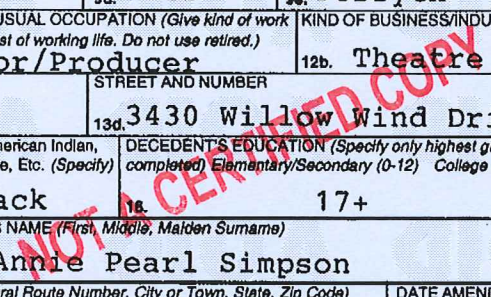 USUAL OCCUPATION (Give kind of work KIND OF BUSINESS/INDU
st of working life. Do not use retired.)
or/Producer 12b. Theatre
STREET AND NUMBER
13d. 3430 Willow Wind Dri
merican Indian, DECEDENT'S EDUCATION (Specify only highest g
e, Etc. (Specify) completed) Elementary/Secondary (0-12) College
ack 16. 17+
S NAME (First, Middle, Maiden Surname)
Annie Pearl Simpson
ral Route Number, City or Town, State, Zip Code) DATE AMEN
NOT A CERTIFIED COPY